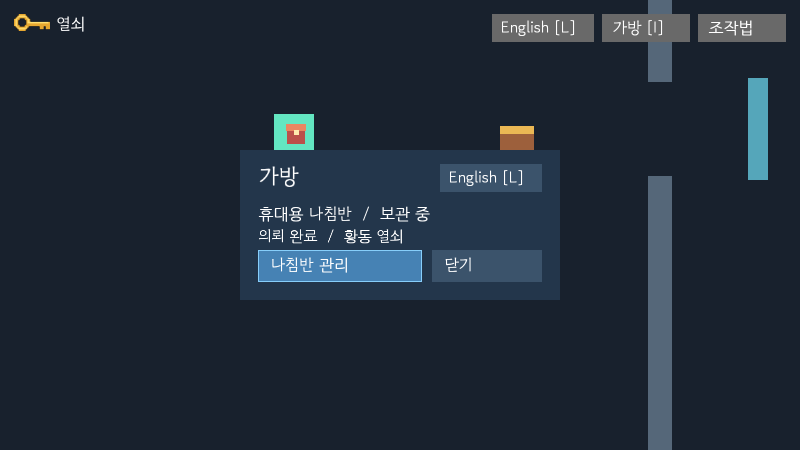 열쇠
English [L]
가방 [I]
조작법
가방
English [L]
휴대용 나침반 / 보관 중
의뢰 완료 / 황동 열쇠
나침반 관리
닫기